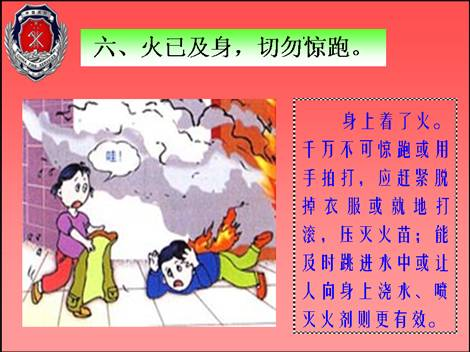 六、火已及身，切勿惊跑。
哇！
身上着了火。
千万不可惊跑或用
手拍打，应赶紧脱
掉衣服或就地打
滚，压灭火苗；能
及时跳进水中或让
人向身上浇水、喷
灭火剂则更有效。